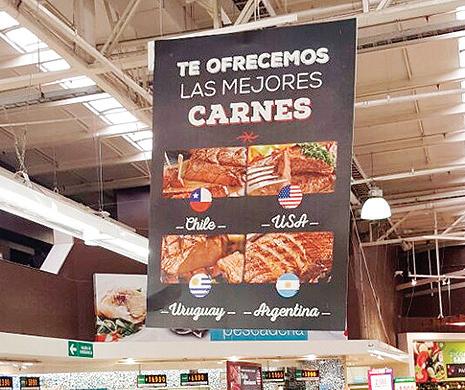 TE OFRECEMOS
LAS MEJORES
CARNES
Chile
USA
Uruguay
Argentina
pescadería